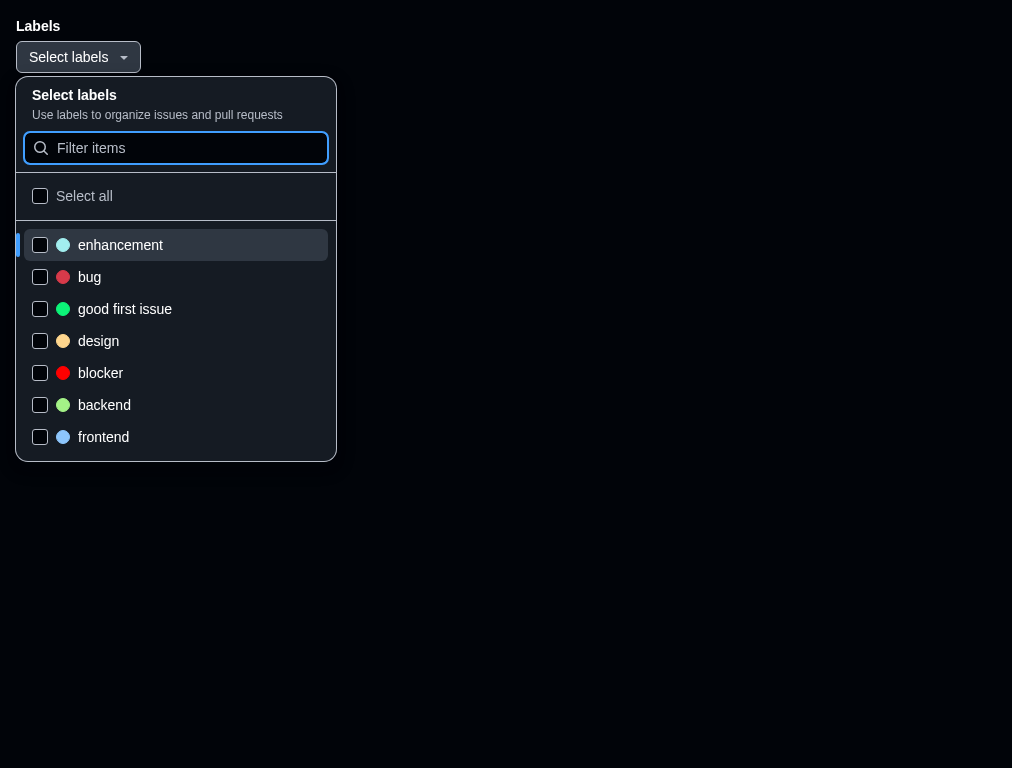 Labels
Select labels
Select labels
Use labels to organize issues and pull requests
Filter items
Select all
enhancement
bug
good first issue
design
blocker
backend
frontend